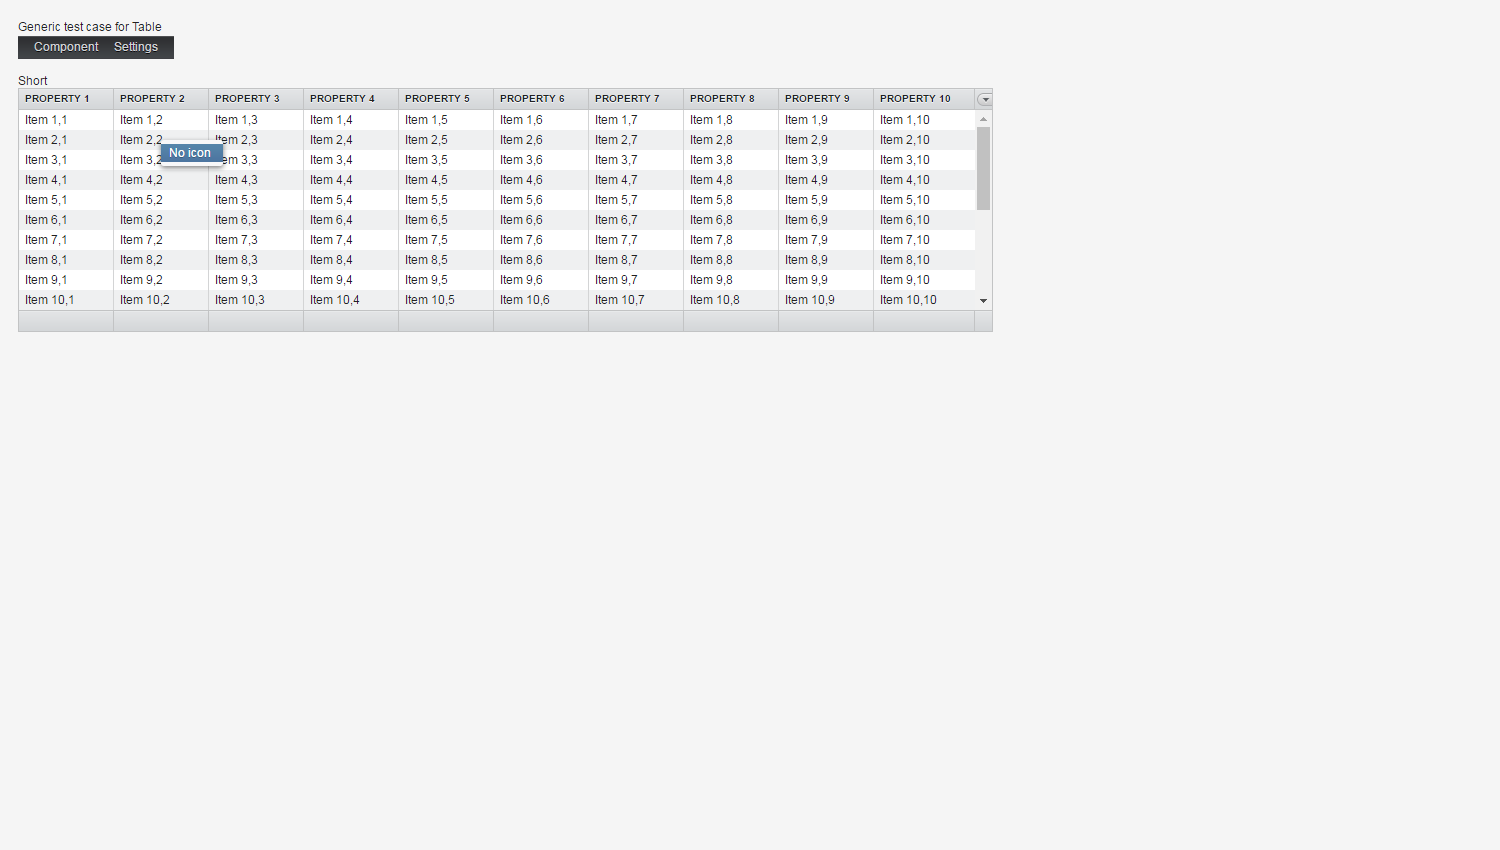 Generic test case for Table
Component Settings
Short
PROPERTY 1 PROPERTY 2 PROPERTY 3 PROPERTY 4 PROPERTY 5 PROPERTY 6 PROPERTY 7 PROPERTY 8 PROPERTY 9 PROPERTY 10
Item 1,1 Item 1,2 Item 1,3 Item 1,4 Item 1,5 Item 1,6 Item 1,7 Item 1,8 Item 1,9 Item 1,10
Item 2,1 Item 2,2 Item 2,3 Item 2,4 Item 2,5 Item 2,6 Item 2,7 Item 2,8 Item 2,9 Item 2,10
No icon
Item 3,1 Item 3,2 Item 3,3 Item 3,4 Item 3,5 Item 3,6 Item 3,7 Item 3,8 Item 3,9 Item 3,10
Item 4,1 Item 4,2 Item 4,3 Item 4,4 Item 4,5 Item 4,6 Item 4,7 Item 4,8 Item 4,9 Item 4,10
Item 5,1 Item 5,2 Item 5,3 Item 5,4 Item 5,5 Item 5,6 Item 5,7 Item 5,8 Item 5,9 Item 5,10
Item 6,1 Item 6,2 Item 6,3 Item 6,4 Item 6,5 Item 6,6 Item 6,7 Item 6,8 Item 6,9 Item 6,10
Item 7,1 Item 7,2 Item 7,3 Item 7,4 Item 7,5 Item 7,6 Item 7,7 Item 7,8 Item 7,9 Item 7,10
Item 8,1 Item 8,2 Item 8,3 Item 8,4 Item 8,5 Item 8,6 Item 8,7 Item 8,8 Item 8,9 Item 8,10
Item 9,1 Item 9,2 Item 9,3 Item 9,4 Item 9,5 Item 9,6 Item 9,7 Item 9,8 Item 9,9 Item 9,10
Item 10,1 Item 10,2 Item 10,3 Item 10,4 Item 10,5 Item 10,6 Item 10,7 Item 10,8 Item 10,9 Item 10,10